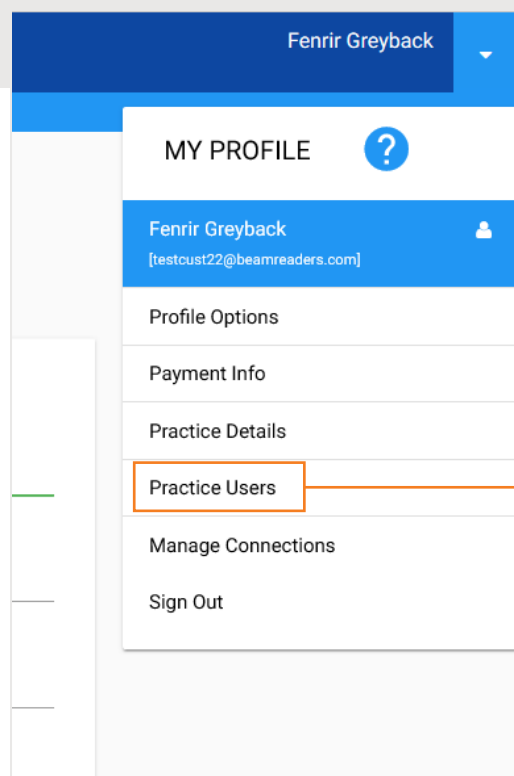 Fenrir Greyback
MY PROFILE ?
Fenrir Greyback
[testcust22@beamreaders.com]
Profile Options
Payment Info
Practice Details
Practice Users
Manage Connections
Sign Out